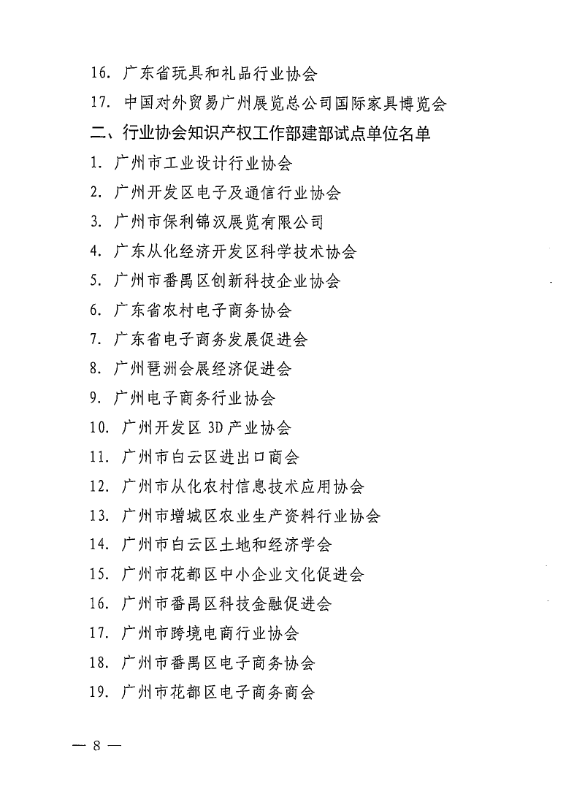 16. 广东省玩具和礼品行业协会
17. 中国对外贸易广州展览总公司国际家具博览会
二、行业协会知识产权工作部建部试点单位名单
1. 广州市工业设计行业协会
2. 广州开发区电子及通信行业协会
3. 广州市保利锦汉展览有限公司
4. 广东从化经济开发区科学技术协会
5. 广州市番禺区创新科技企业协会
6. 广东省农村电子商务协会
7. 广东省电子商务发展促进会
8. 广州琶洲会展经济促进会
9. 广州电子商务行业协会
10. 广州开发区 3D 产业协会
11. 广州市白云区进出口商会
12. 广州市从化农村信息技术应用协会
13. 广州市增城区农业生产资料行业协会
14. 广州市白云区土地和经济学会
15. 广州市花都区中小企业文化促进会
16. 广州市番禺区科技金融促进会
17. 广州市跨境电商行业协会
18. 广州市番禺区电子商务协会
19. 广州市花都区电子商务商会
— 8 —